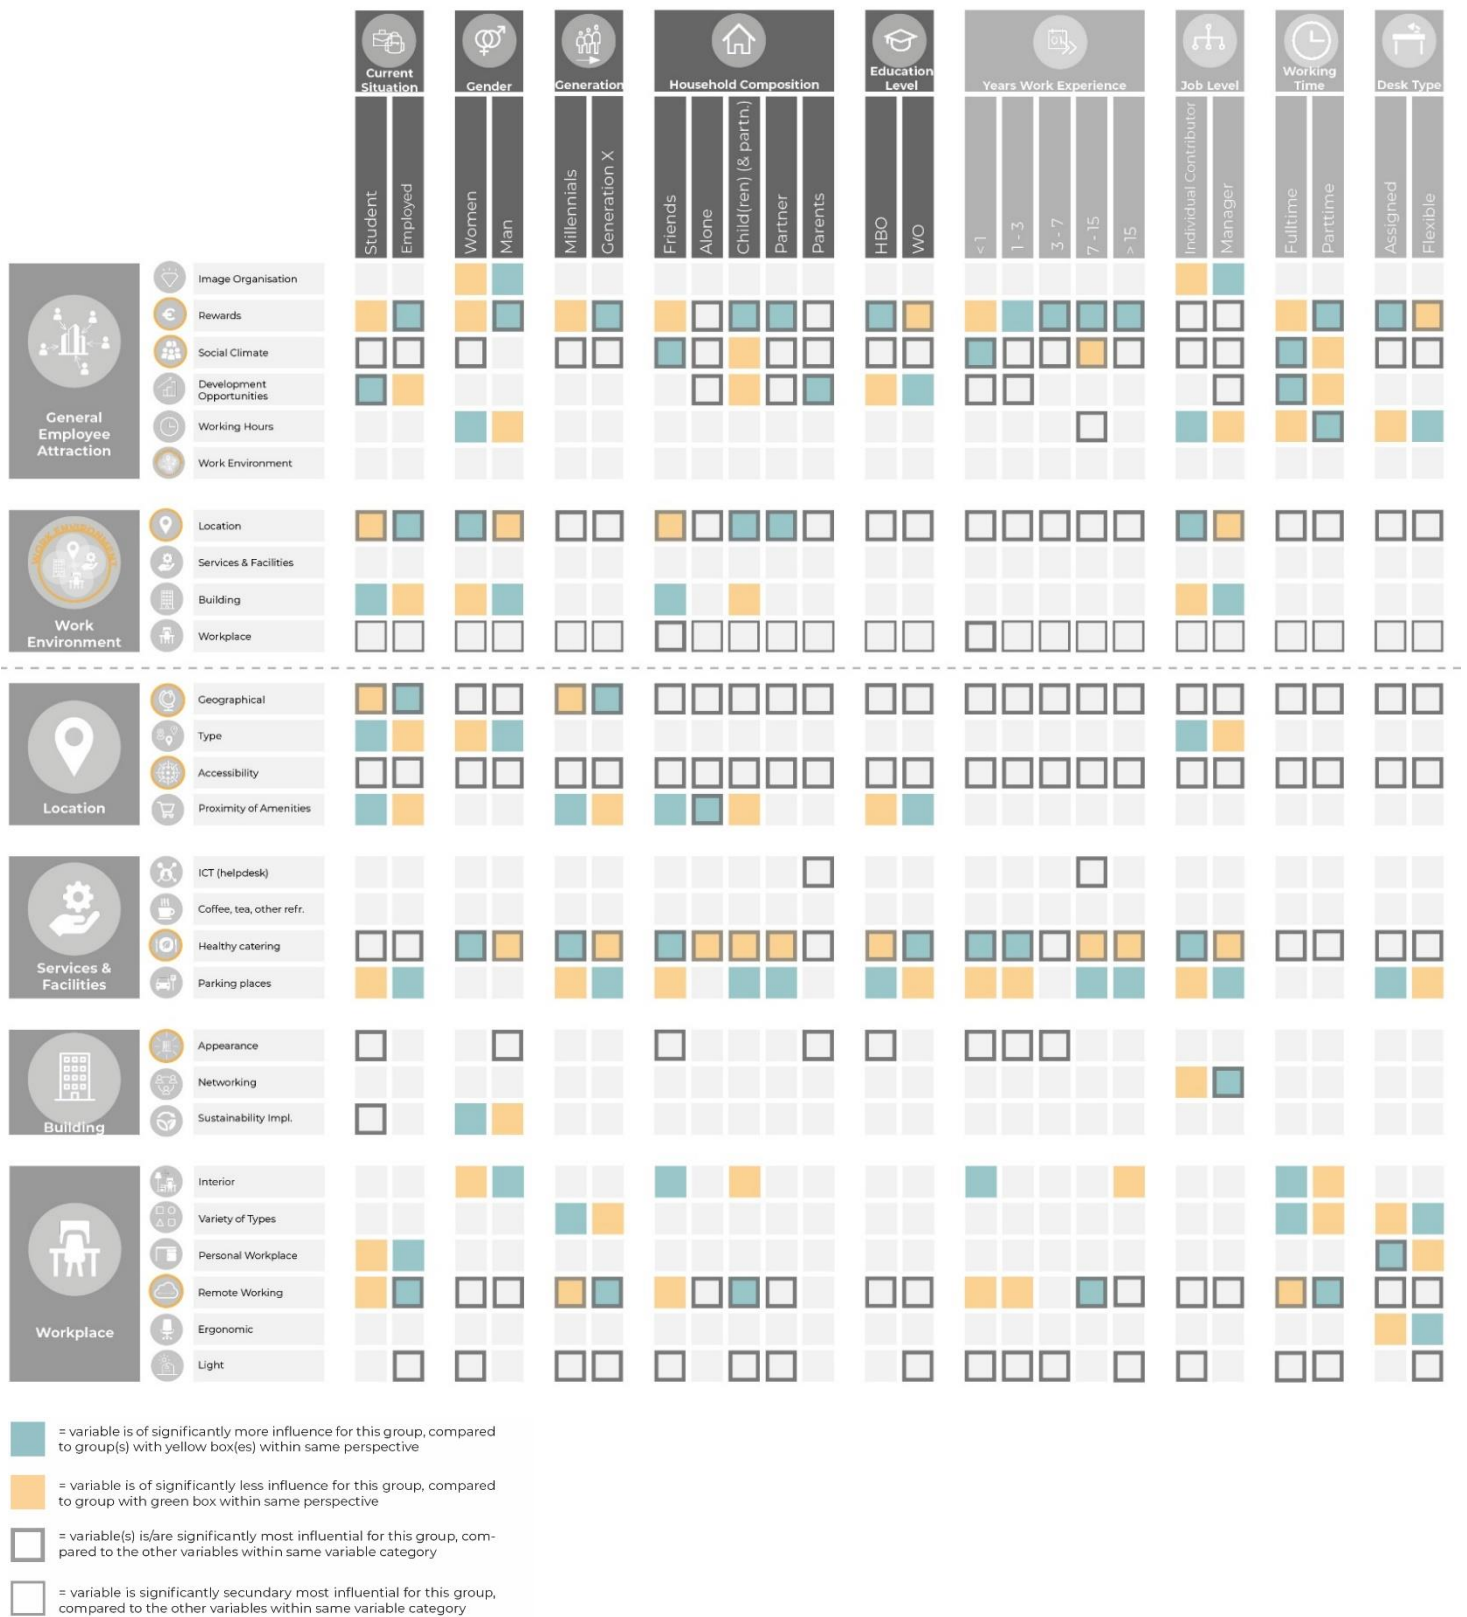 Current
Situation
Gender
Generation
Household Composition
Education
Level
Years Work Experience
Job Level
Working
Time
Desk Type
Student
Employed
Women
Man
Millennials
Generation X
Friends
Alone
Child(ren) (& partn.)
Partner
Parents
HBO
WO
< 1
1 - 3
3 - 7
7 - 15
> 15
Individual Contributor
Manager
Fulltime
Parttime
Assigned
Flexible
General
Employee
Attraction
Image Organisation
Rewards
Social Climate
Development
Opportunities
Working Hours
Work Environment
WORK ENVIRONMENT
Work
Environment
Location
Services & Facilities
Building
Workplace
Location
Geographical
Type
Accessibility
Proximity of Amenities
Services &
Facilities
ICT (helpdesk)
Coffee, tea, other refr.
Healthy catering
Parking places
Building
Appearance
Networking
Sustainability Impl.
Workplace
Interior
Variety of Types
Personal Workplace
Remote Working
Ergonomic
Light
= variable is of significantly more influence for this group, compared
to group(s) with yellow box(es) within same perspective
= variable is of significantly less influence for this group, compared
to group with green box within same perspective
= variable(s) is/are significantly most influential for this group, com-
pared to the other variables within same variable category
= variable is significantly secundary most influential for this group,
compared to the other variables within same variable category